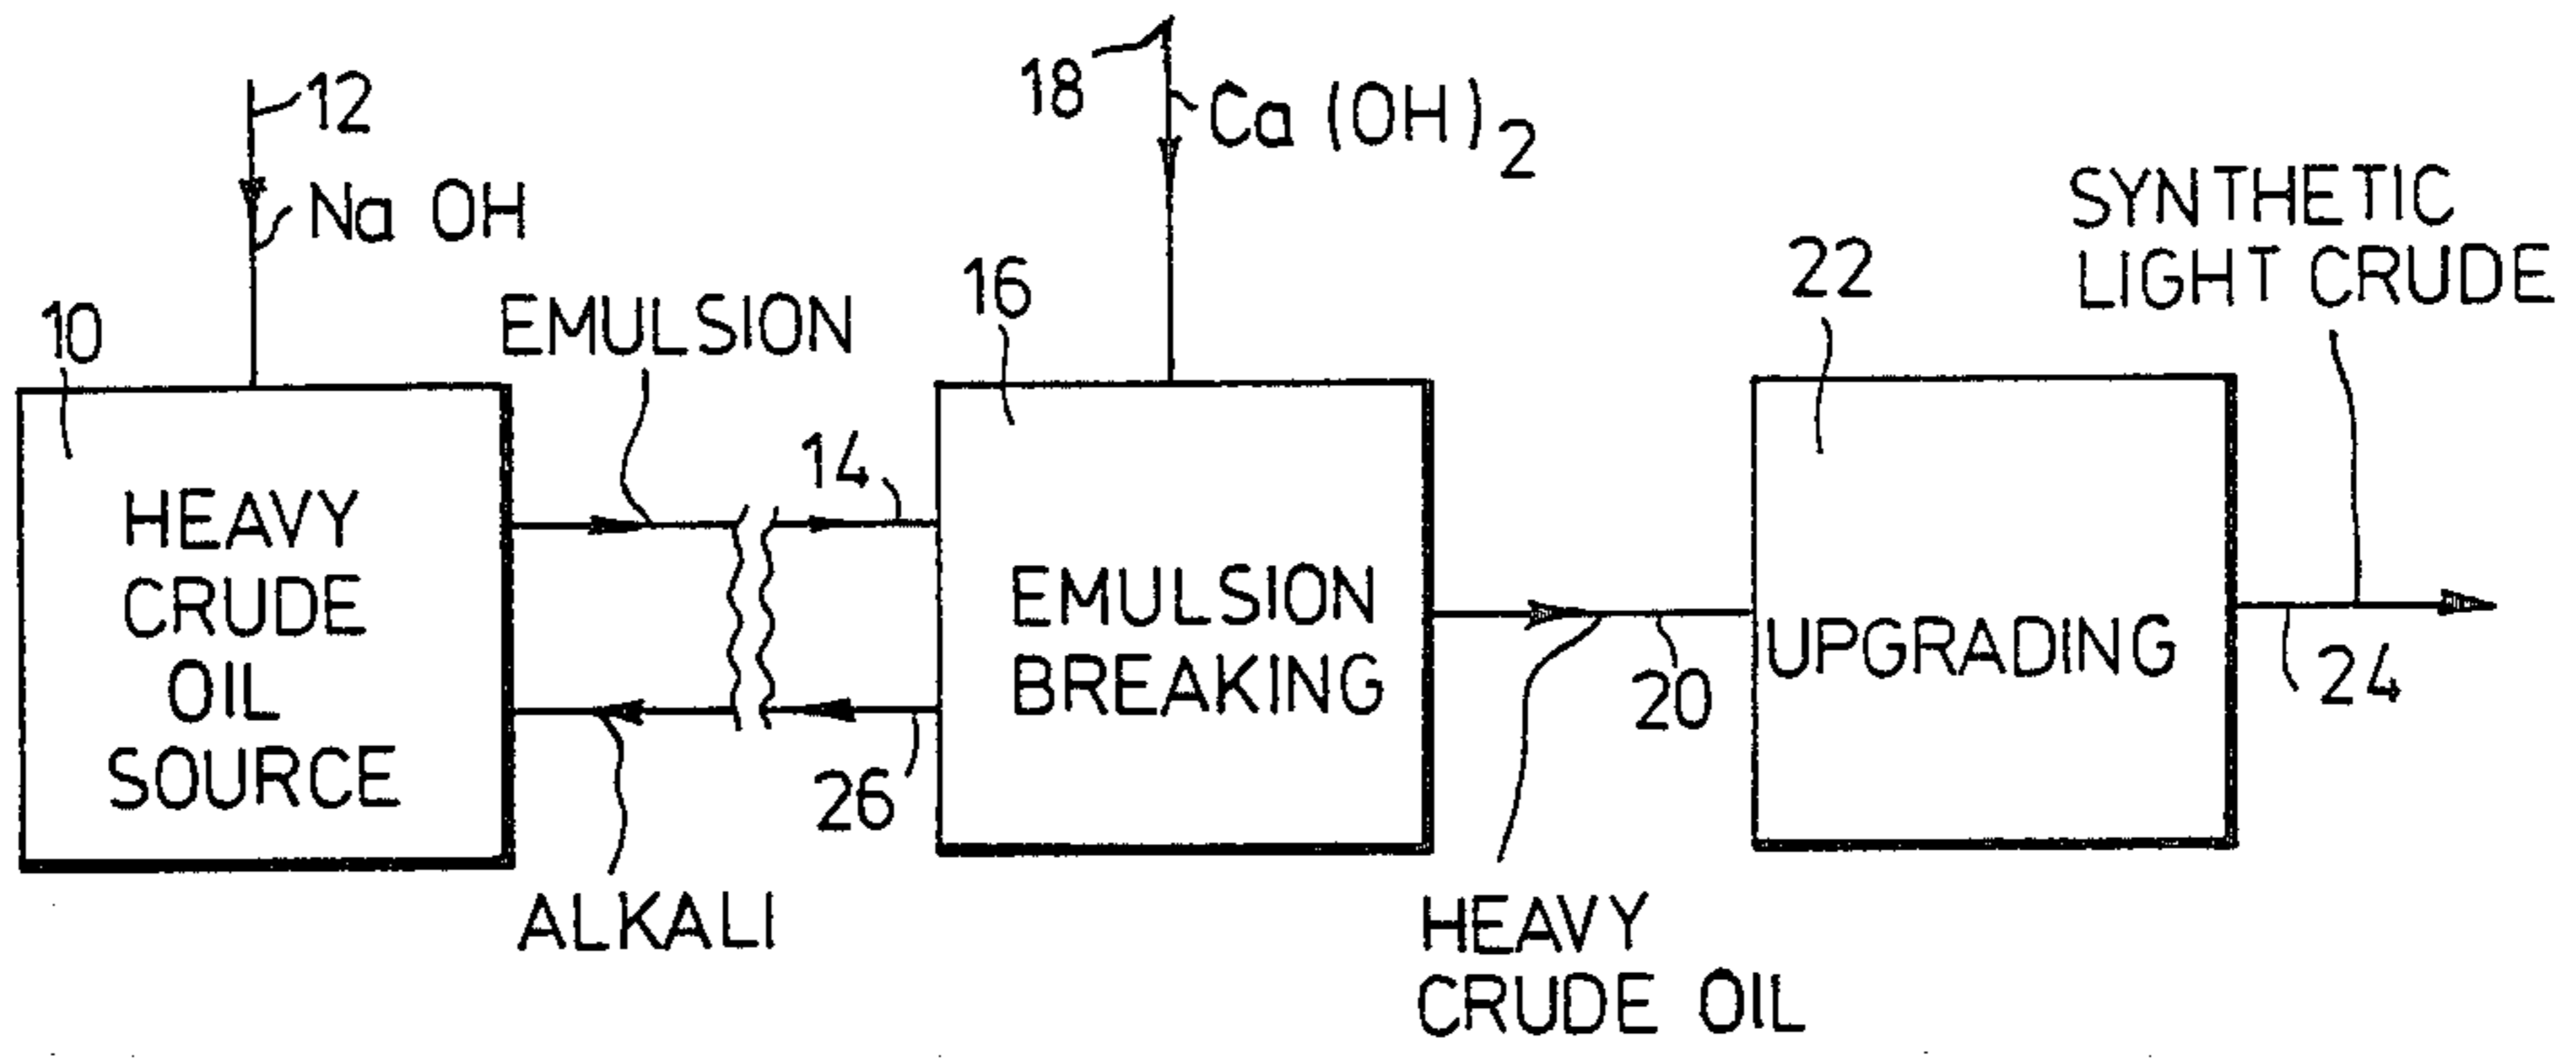 12
Na OH
10
HEAVY
CRUDE
OIL
SOURCE
EMULSION
14
26
ALKALI
18
Ca (OH)2
16
EMULSION
BREAKING
20
HEAVY
CRUDE OIL
22
UPGRADING
SYNTHETIC
LIGHT CRUDE
24